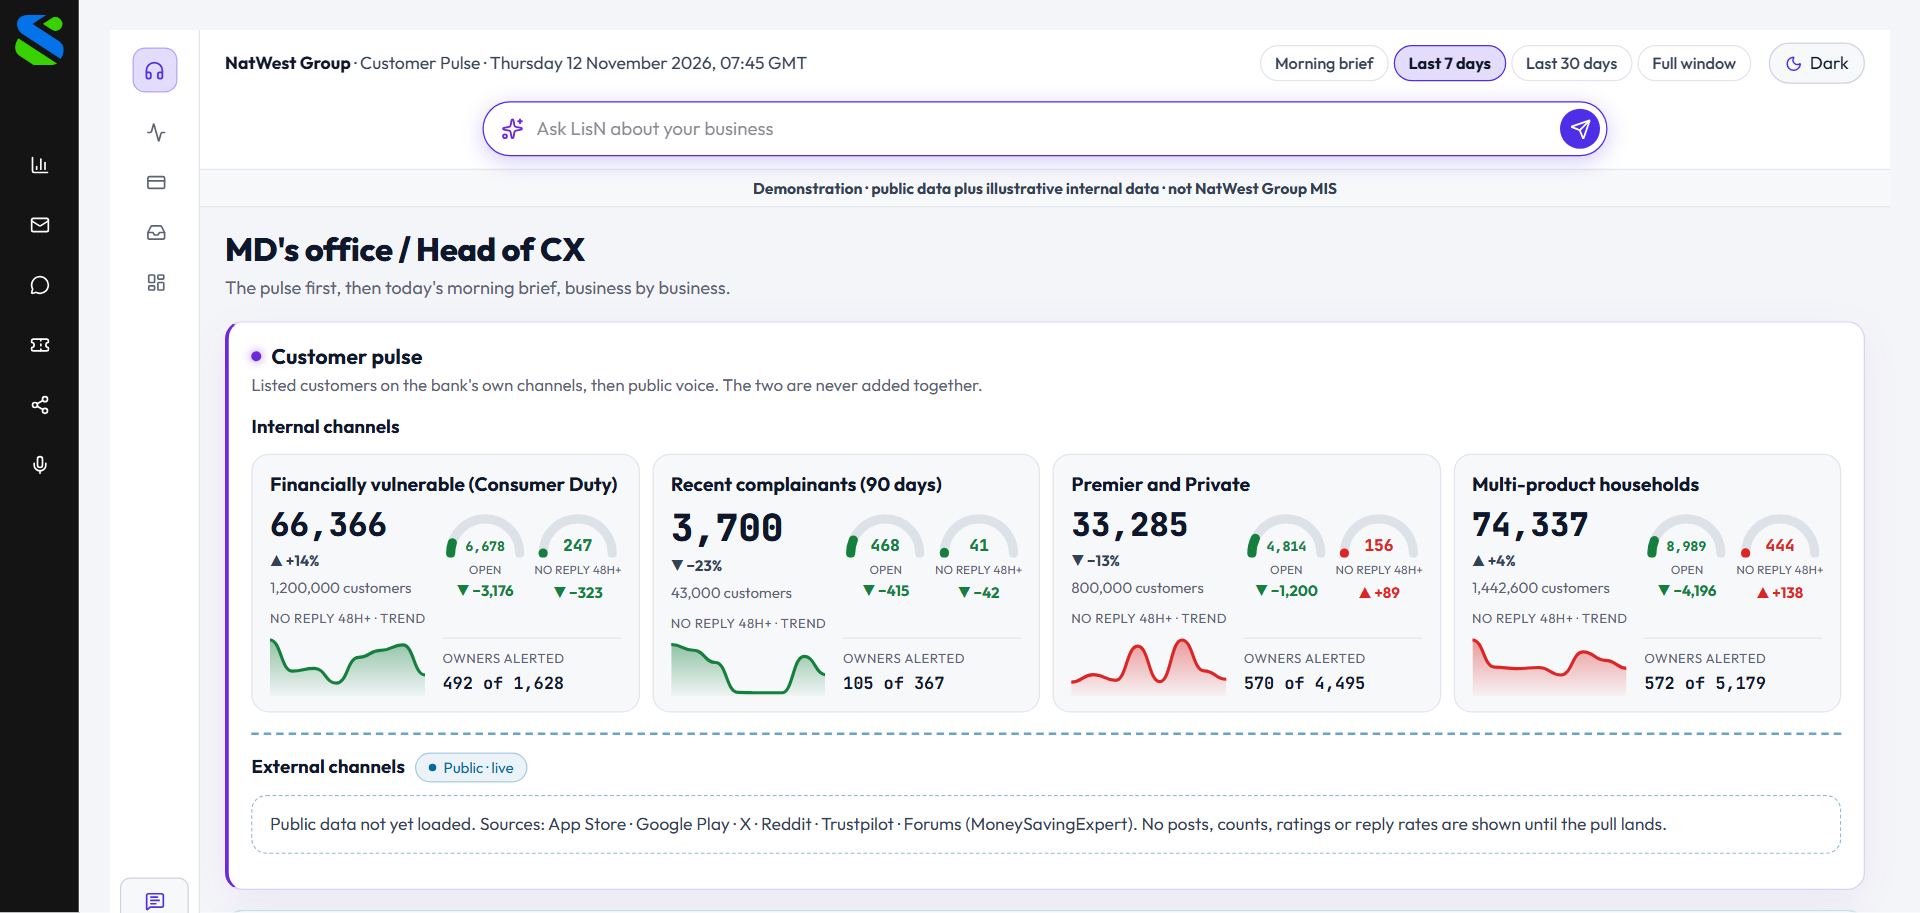 NatWest Group · Customer Pulse · Thursday 12 November 2026, 07:45 GMT
Morning brief
Last 7 days
Last 30 days
Full window
Dark
Ask LisN about your business
Demonstration · public data plus illustrative internal data · not NatWest Group MIS
MD's office / Head of CX
The pulse first, then today's morning brief, business by business.
Customer pulse
Listed customers on the bank's own channels, then public voice. The two are never added together.
Internal channels
Financially vulnerable (Consumer Duty)
66,366
▲ +14%
1,200,000 customers
6,678
OPEN
▼ −3,176
247
NO REPLY 48H+
▼ −323
NO REPLY 48H+ · TREND
OWNERS ALERTED
492 of 1,628
Recent complainants (90 days)
3,700
▼ −23%
43,000 customers
468
OPEN
▼ −415
41
NO REPLY 48H+
▼ −42
NO REPLY 48H+ · TREND
OWNERS ALERTED
105 of 367
Premier and Private
33,285
▼ −13%
800,000 customers
4,814
OPEN
▼ −1,200
156
NO REPLY 48H+
▲ +89
NO REPLY 48H+ · TREND
OWNERS ALERTED
570 of 4,495
Multi-product households
74,337
▲ +4%
1,442,600 customers
8,989
OPEN
▼ −4,196
444
NO REPLY 48H+
▲ +138
NO REPLY 48H+ · TREND
OWNERS ALERTED
572 of 5,179
External channels
Public · live
Public data not yet loaded. Sources: App Store · Google Play · X · Reddit · Trustpilot · Forums (MoneySavingExpert). No posts, counts, ratings or reply rates are shown until the pull lands.